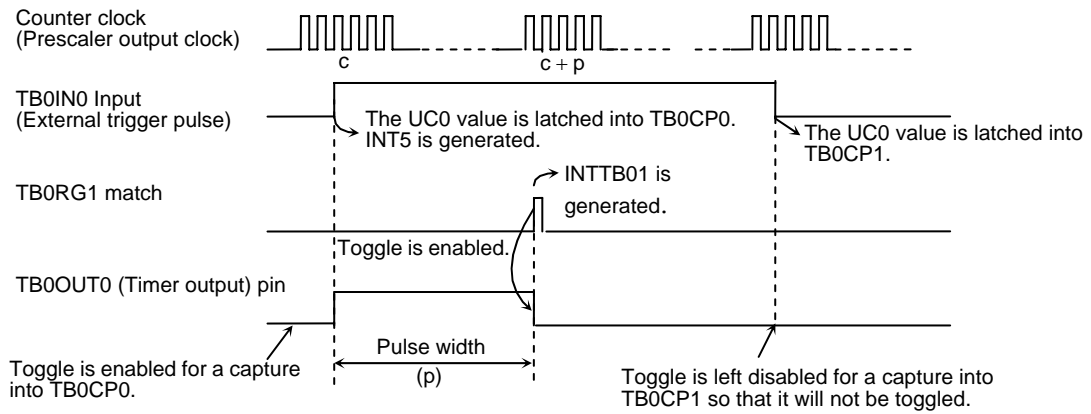 Counter clock
(Prescaler output clock)
c
c + p
TB0IN0 Input
(External trigger pulse)
The UC0 value is latched into TB0CP0.
INT5 is generated.
The UC0 value is latched into
TB0CP1.
TB0RG1 match
INTTB01 is
generated.
Toggle is enabled.
TB0OUT0 (Timer output) pin
Pulse width
(p)
Toggle is enabled for a capture
into TB0CP0.
Toggle is left disabled for a capture into
TB0CP1 so that it will not be toggled.